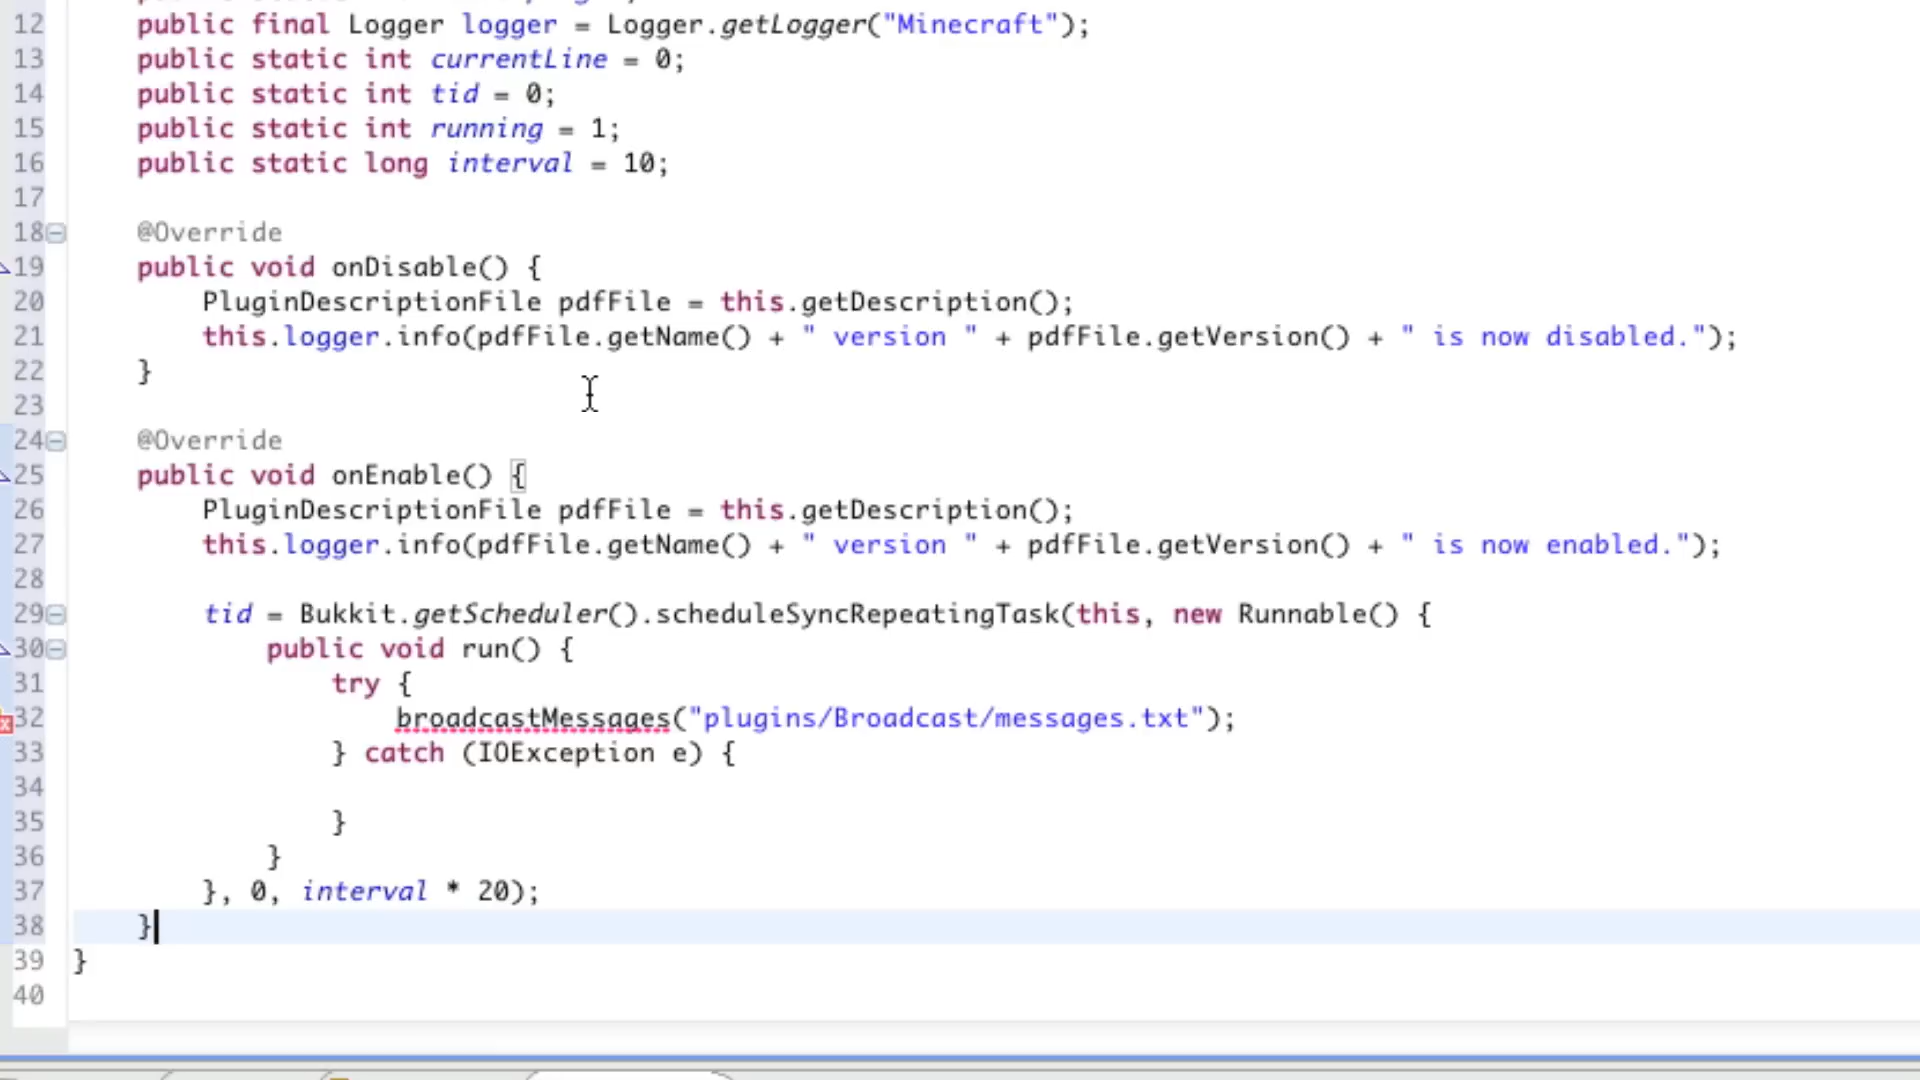 12 public final Logger logger = Logger.getLogger("Minecraft");
13 public static int currentLine = 0;
14 public static int tid = 0;
15 public static int running = 1;
16 public static long interval = 10;
17
18 @Override
19 public void onDisable() {
20 PluginDescriptionFile pdfFile = this.getDescription();
21 this.logger.info(pdfFile.getName() + " version " + pdfFile.getVersion() + " is now disabled.");
22 }
23
24 @Override
25 public void onEnable() {
26 PluginDescriptionFile pdfFile = this.getDescription();
27 this.logger.info(pdfFile.getName() + " version " + pdfFile.getVersion() + " is now enabled.");
28
29 tid = Bukkit.getScheduler().scheduleSyncRepeatingTask(this, new Runnable() {
30 public void run() {
31 try {
32 broadcastMessages("plugins/Broadcast/messages.txt");
33 } catch (IOException e) {
34
35 }
36 }
37 }, 0, interval * 20);
38 }
39 }
40